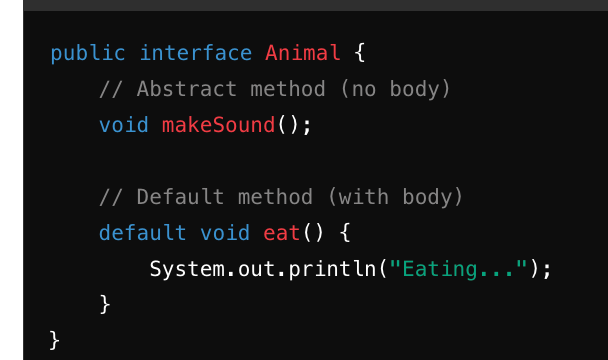 public interface Animal {
    // Abstract method (no body)
    void makeSound();

    // Default method (with body)
    default void eat() {
        System.out.println("Eating...");
    }
}